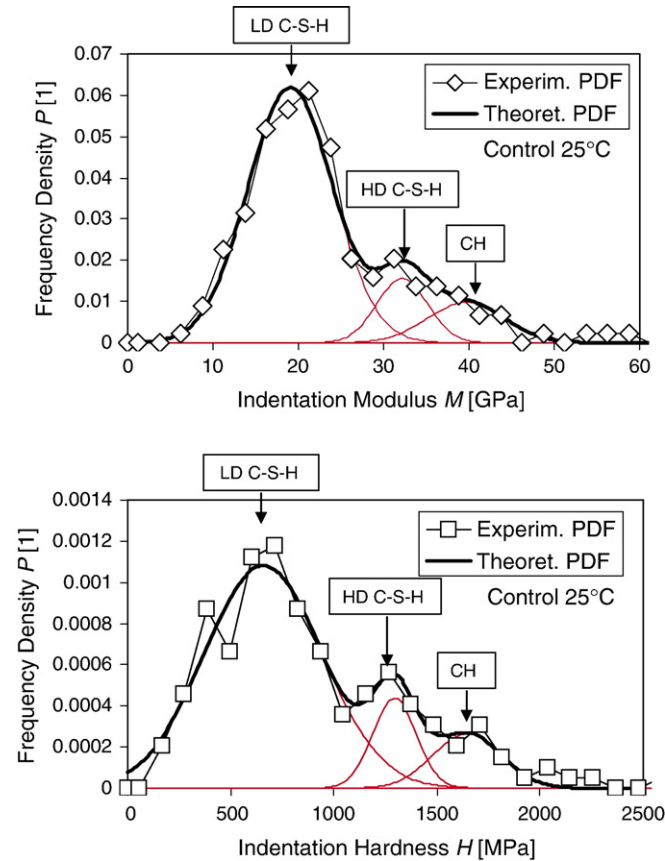 LD C-S-H
0.07
0.06
0.05
0.04
0.03
0.02
0.01
0
Frequency Density P [1]
Experim. PDF
Theoret. PDF
Control 25°C
HD C-S-H
CH
0 10 20 30 40 50 60
Indentation Modulus M [GPa]
LD C-S-H
0.0014
0.0012
0.001
0.0008
0.0006
0.0004
0.0002
0
Frequency Density P [1]
Experim. PDF
Theoret. PDF
Control 25°C
HD C-S-H
CH
0 500 1000 1500 2000 2500
Indentation Hardness H [MPa]